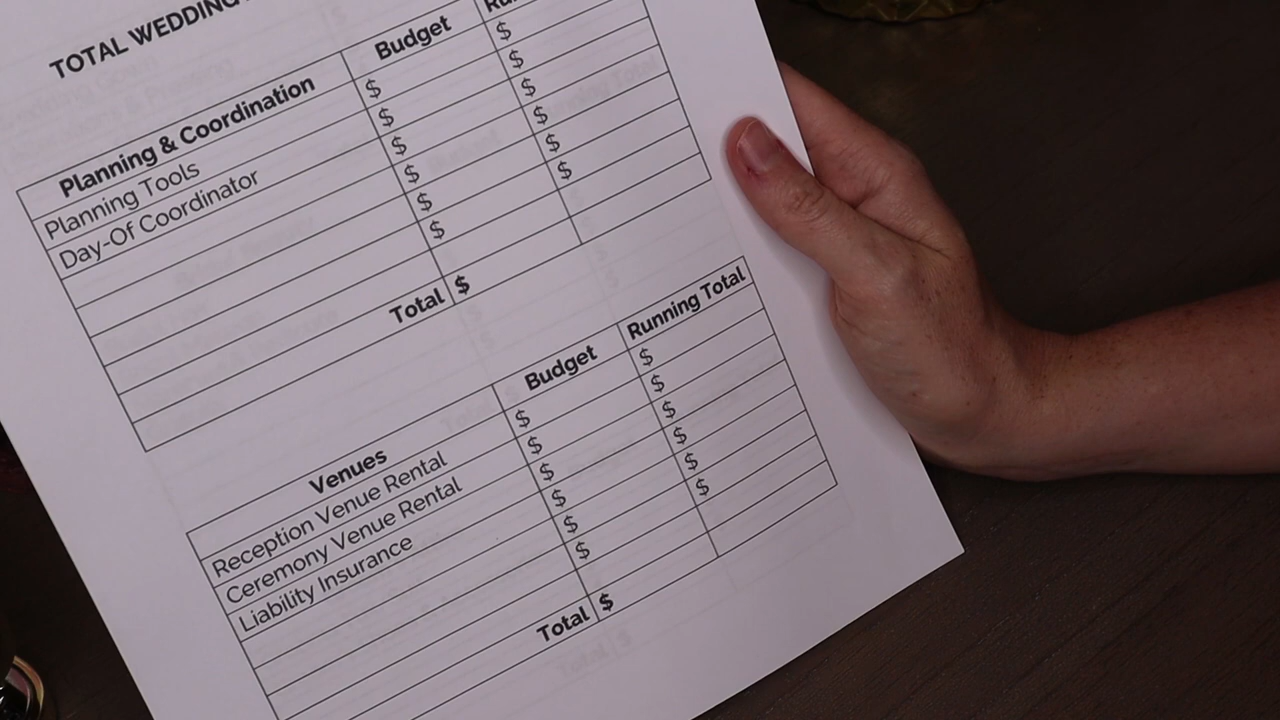 TOTAL WEDDING
Planning & Coordination Budget
Planning Tools $ $
Day-Of Coordinator $ $
$ $
$ $
$ $
$ $
Total $
Venues Budget Running Total
Reception Venue Rental $ $
Ceremony Venue Rental $ $
Liability Insurance $ $
$ $
$ $
$ $
Total $